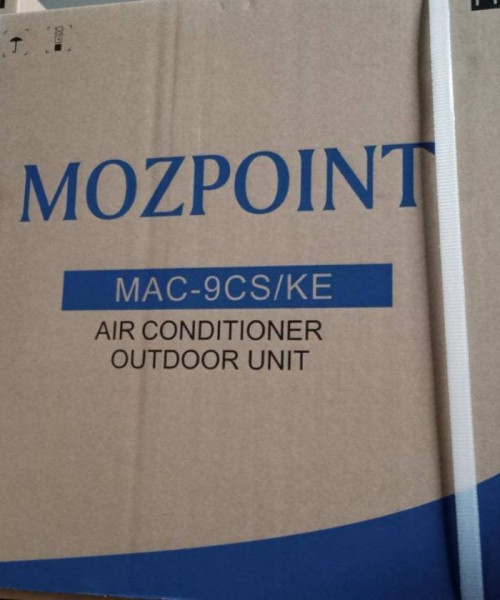 MOZPOINT
MAC-9CS/KE
AIR CONDITIONER
OUTDOOR UNIT